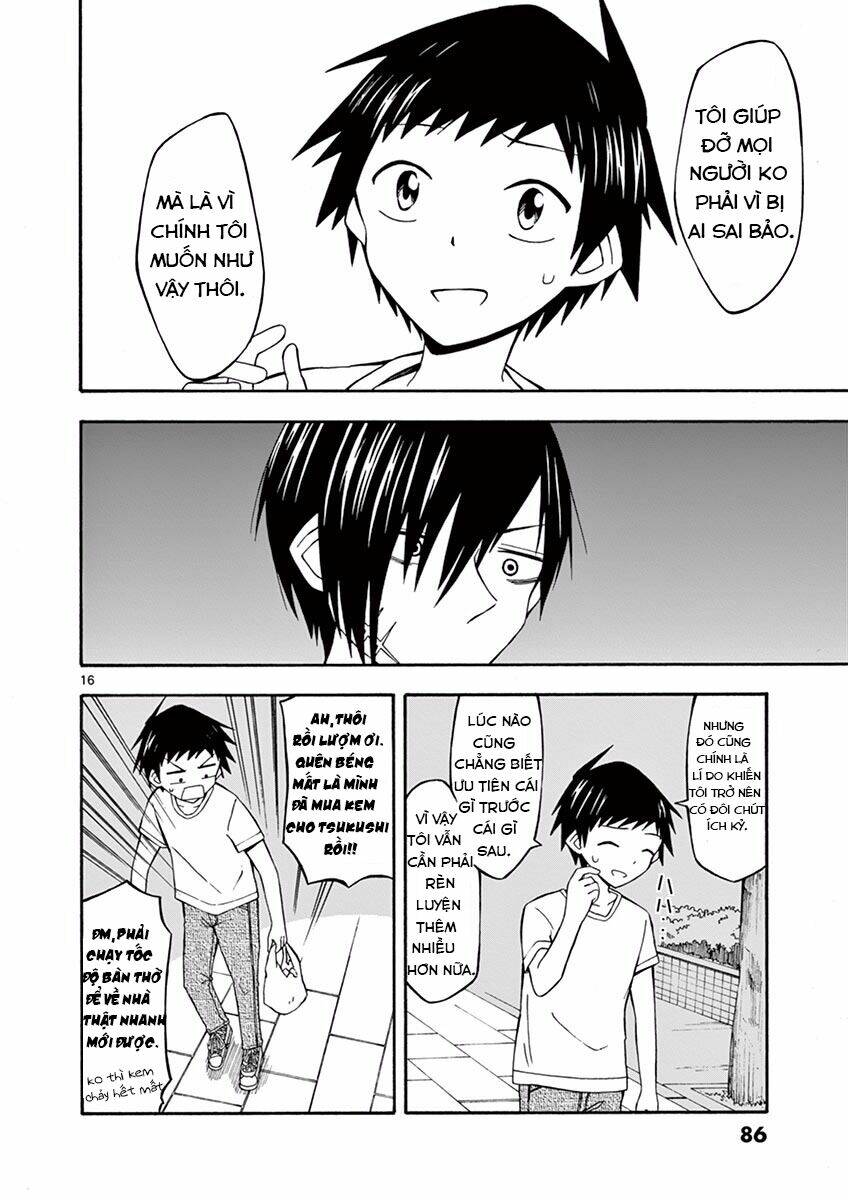 TÔI GIÚP
ĐỠ MỌI
NGƯỜI KO
PHẢI VÌ BỊ
AI SAI BẢO.
MÀ LÀ VÌ
CHÍNH TÔI
MUỐN NHƯ
VẬY THÔI.
16
NHƯNG
ĐÓ CŨNG
CHÍNH LÀ
LÍ DO KHIẾN
TÔI TRỞ NÊN
CÓ ĐÔI CHÚT
ÍCH KỶ.
LÚC NÀO
CŨNG
CHẲNG BIẾT
ƯU TIÊN CÁI
GÌ TRƯỚC
CÁI GÌ
SAU.
VÌ VẬY
TÔI VẪN
CẦN PHẢI
RÈN
LUYỆN
THÊM
NHIỀU
HƠN NỮA.
AH, THÔI
RỒI LƯỢM ƠI.
QUÊN BÉNG
MẤT LÀ MÌNH
ĐÃ MUA KEM
CHO TSUKUSHI
RỒI!!
ĐM, PHẢI
CHẠY TỐC
ĐỘ BÀN THỜ
ĐỂ VỀ NHÀ
THẬT NHANH
MỚI ĐƯỢC.
ko thì kem
chảy hết mất
86